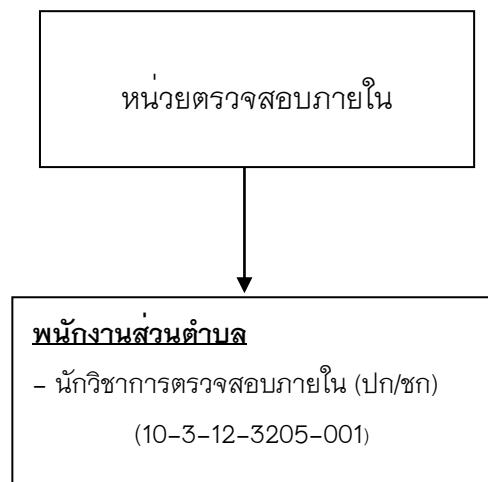 หน่วยตรวจสอบภายใน
พนักงานส่วนตำบล
- นักวิชาการตรวจสอบภายใน (ปก/ชก)
(10-3-12-3205-001)